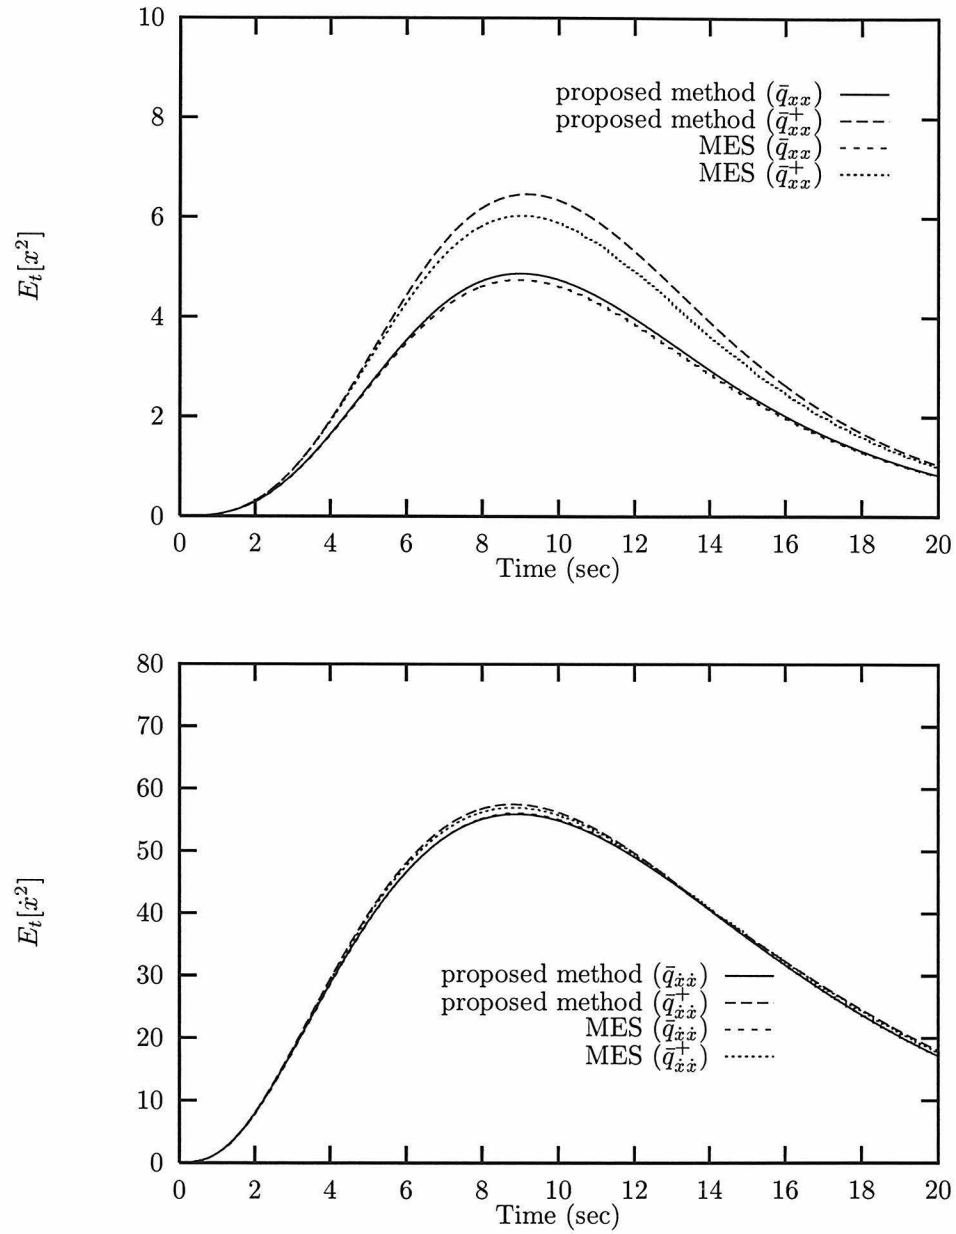 10
8
6
4
2
0
E_t[x²]
proposed method (q̄_xx)
proposed method (q̄⁺_xx)
MES (q̄_xx)
MES (q̄⁺_xx)
0 2 4 6 8 10 12 14 16 18 20
Time (sec)
80
70
60
50
40
30
20
10
0
E_t[ẋ²]
proposed method (q̄_ẋẋ)
proposed method (q̄⁺_ẋẋ)
MES (q̄_ẋẋ)
MES (q̄⁺_ẋẋ)
0 2 4 6 8 10 12 14 16 18 20
Time (sec)